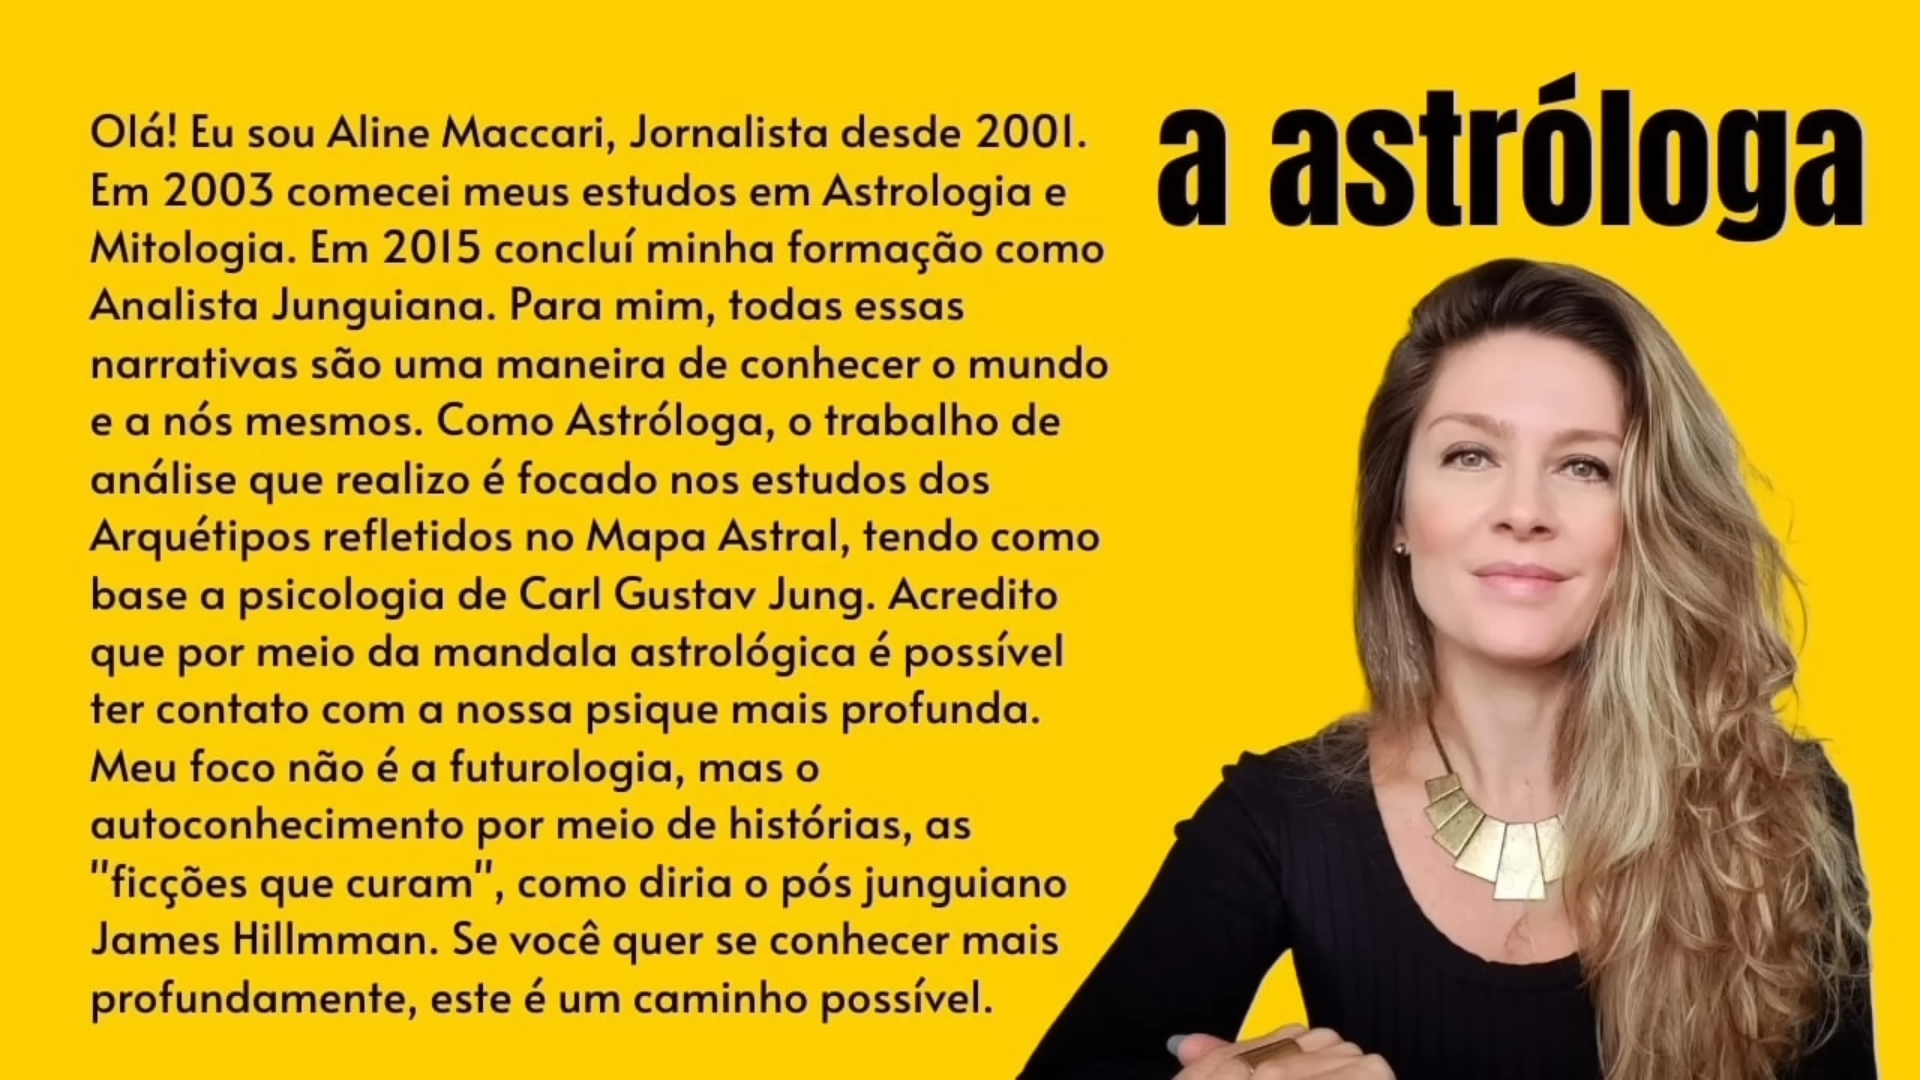 a astróloga
Olá! Eu sou Aline Maccari, Jornalista desde 2001.
Em 2003 comecei meus estudos em Astrologia e
Mitologia. Em 2015 concluí minha formação como
Analista Junguiana. Para mim, todas essas
narrativas são uma maneira de conhecer o mundo
e a nós mesmos. Como Astróloga, o trabalho de
análise que realizo é focado nos estudos dos
Arquétipos refletidos no Mapa Astral, tendo como
base a psicologia de Carl Gustav Jung. Acredito
que por meio da mandala astrológica é possível
ter contato com a nossa psique mais profunda.
Meu foco não é a futurologia, mas o
autoconhecimento por meio de histórias, as
"ficções que curam", como diria o pós junguiano
James Hillmman. Se você quer se conhecer mais
profundamente, este é um caminho possível.